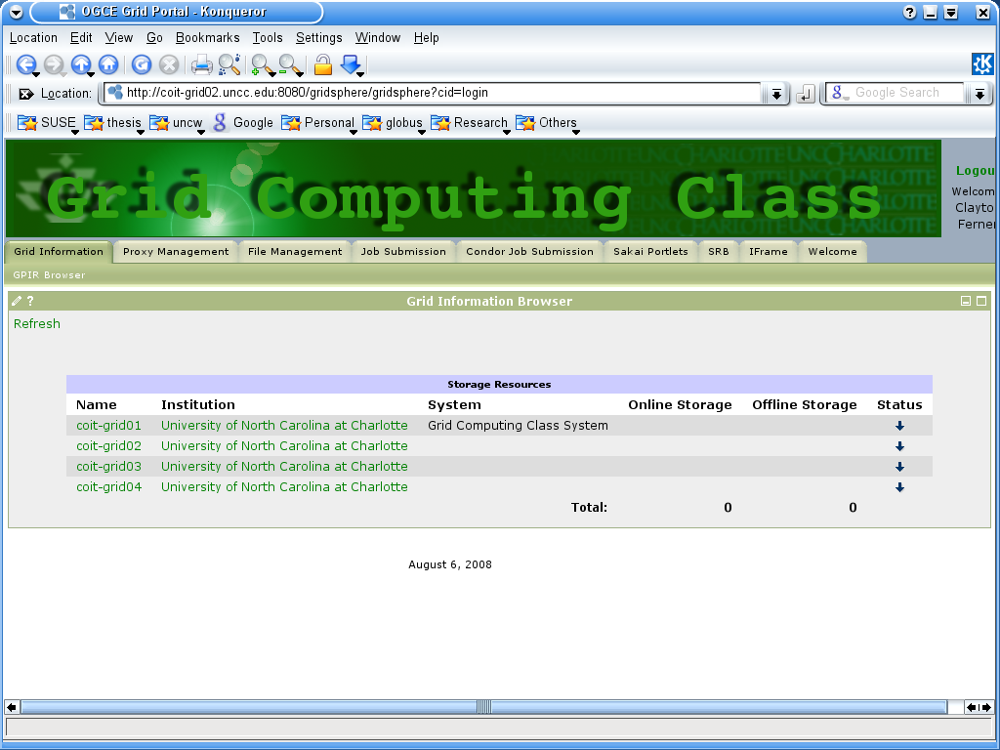 OGCE Grid Portal - Konqueror
Location Edit View Go Bookmarks Tools Settings Window Help
Location: http://coit-grid02.uncc.edu:8080/gridsphere/gridsphere?cid=login Google Search
SUSE thesis uncw Google Personal globus Research Others
Grid Computing Class
Logou
Welcom
Clayto
Ferner
Grid Information Proxy Management File Management Job Submission Condor Job Submission Sakai Portlets SRB IFrame Welcome
GPIR Browser
? Grid Information Browser
Refresh
Storage Resources
Name Institution System Online Storage Offline Storage Status
coit-grid01 University of North Carolina at Charlotte Grid Computing Class System
coit-grid02 University of North Carolina at Charlotte
coit-grid03 University of North Carolina at Charlotte
coit-grid04 University of North Carolina at Charlotte
Total: 0 0
August 6, 2008